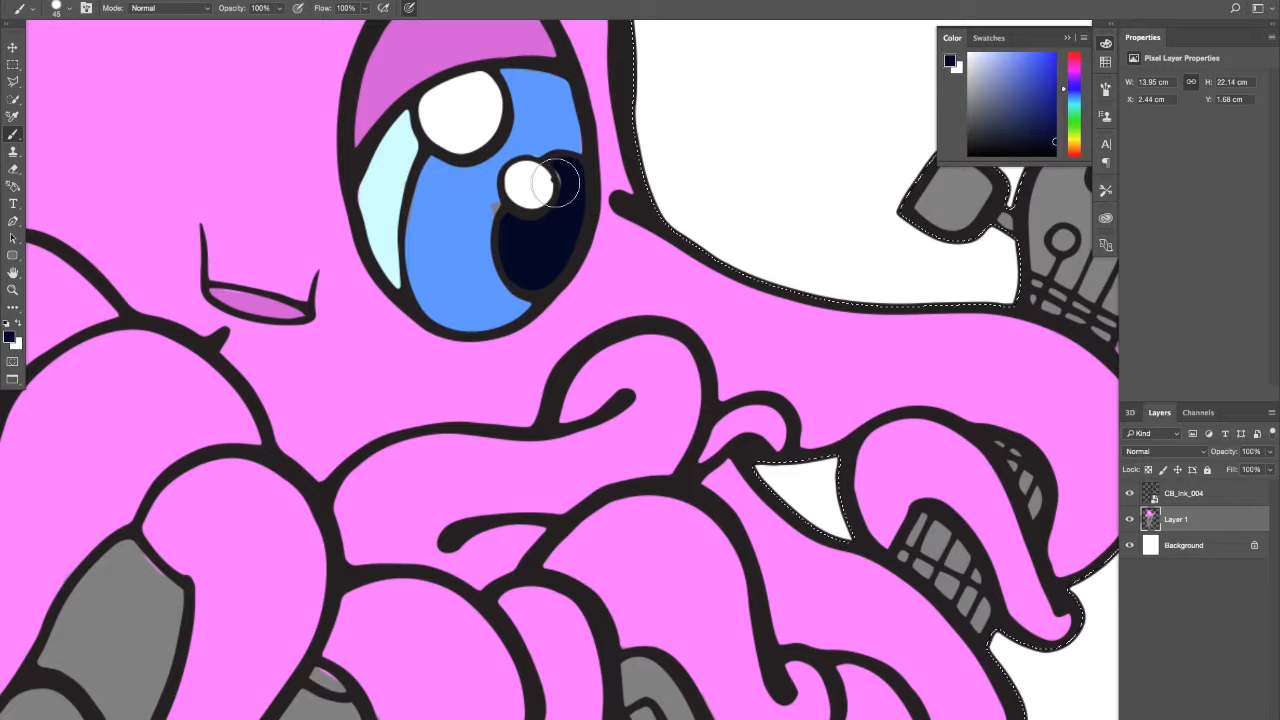 45 Mode: Normal Opacity: 100% Flow: 100%
Color Swatches
Properties
Pixel Layer Properties
W: 13.95 cm H: 22.14 cm
X: 2.44 cm Y: 1.68 cm
3D Layers Channels
Kind
Normal Opacity: 100%
Lock: Fill: 100%
CB_Ink_004
Layer 1
Background